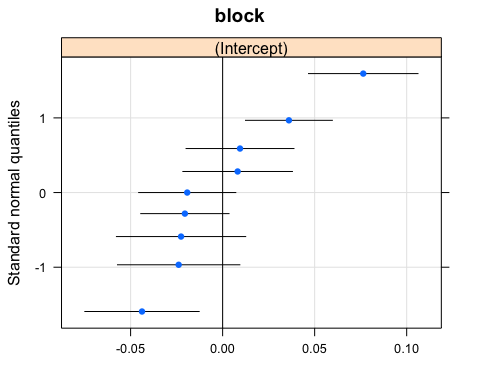 block
(Intercept)
Standard normal quantiles
1
0
-1
-0.05
0.00
0.05
0.10